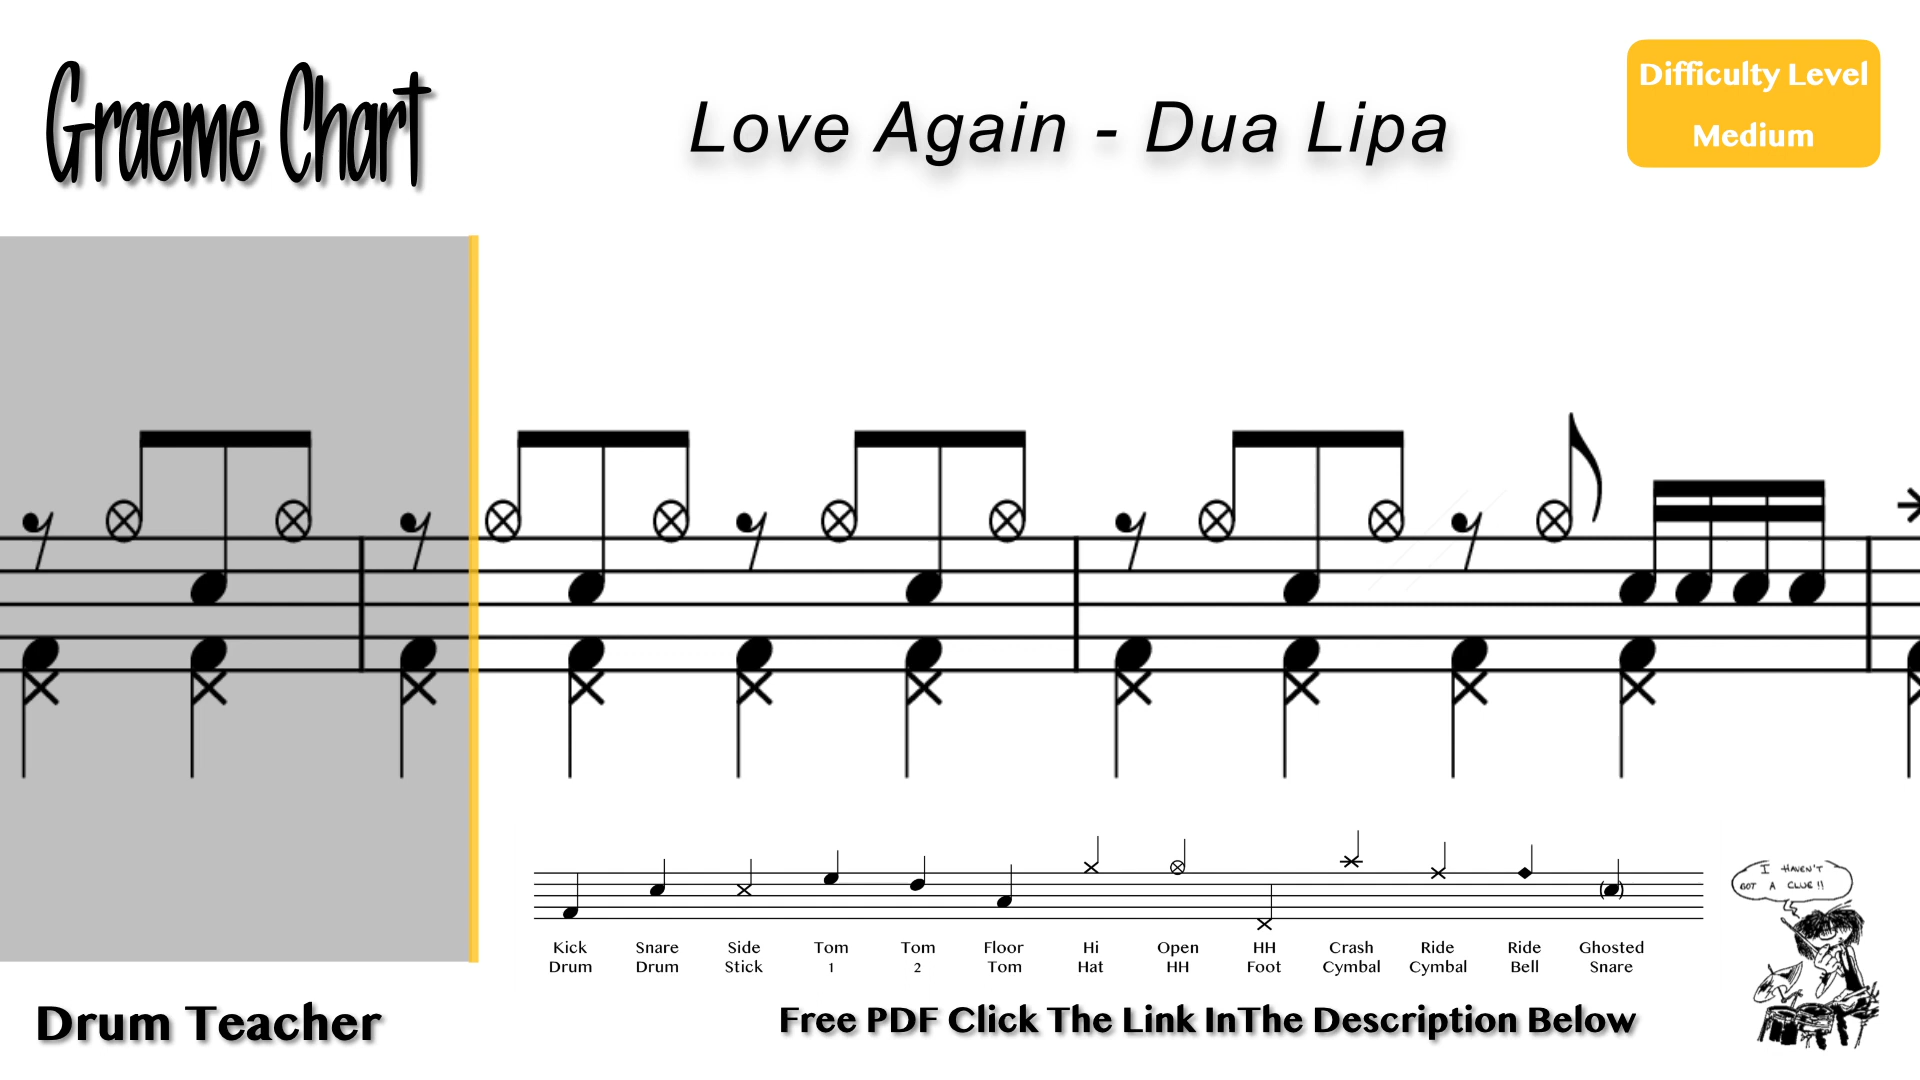 Graeme Chart
Love Again - Dua Lipa
Difficulty Level
Medium
I HAVEN'T
GOT A CLUE!!
Kick Snare Side Tom Tom Floor Hi Open HH Crash Ride Ride Ghosted
Drum Drum Stick 1 2 Tom Hat HH Foot Cymbal Cymbal Bell Snare
Drum Teacher
Free PDF Click The Link InThe Description Below